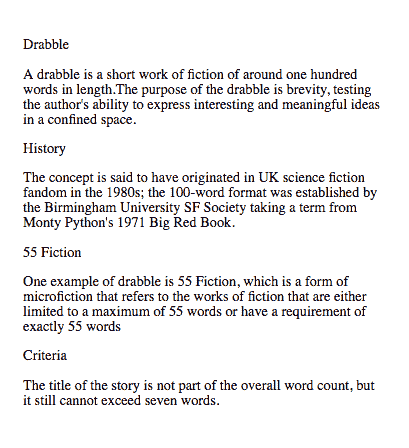 Drabble
A drabble is a short work of fiction of around one hundred
words in length.The purpose of the drabble is brevity, testing
the author's ability to express interesting and meaningful ideas
in a confined space.
History
The concept is said to have originated in UK science fiction
fandom in the 1980s; the 100-word format was established by
the Birmingham University SF Society taking a term from
Monty Python's 1971 Big Red Book.
55 Fiction
One example of drabble is 55 Fiction, which is a form of
microfiction that refers to the works of fiction that are either
limited to a maximum of 55 words or have a requirement of
exactly 55 words
Criteria
The title of the story is not part of the overall word count, but
it still cannot exceed seven words.